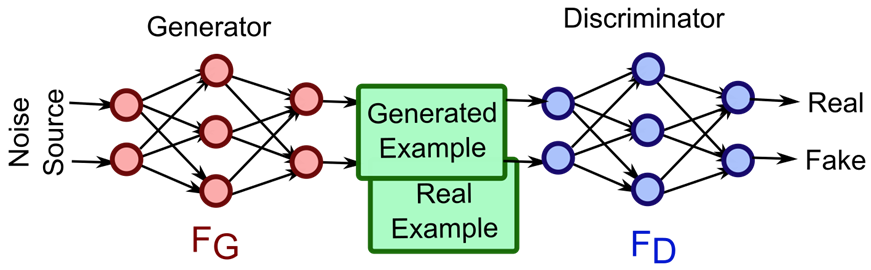 Generator
Discriminator
Noise
Source
Generated
Example
Real
Example
Real
Fake
FG
FD